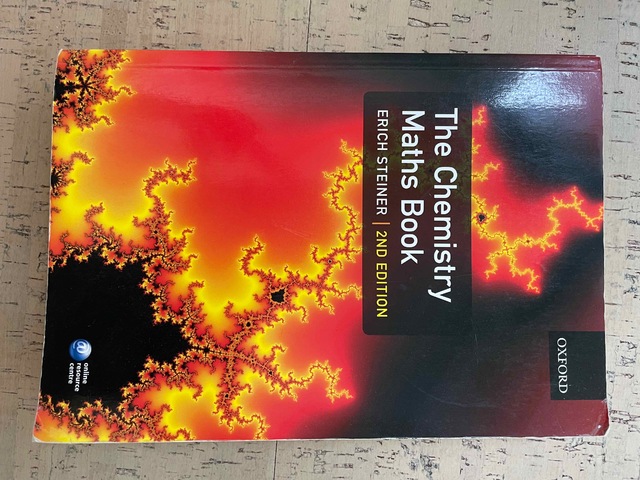 The Chemistry
Maths Book
ERICH STEINER | 2ND EDITION
OXFORD
online
resource
centre